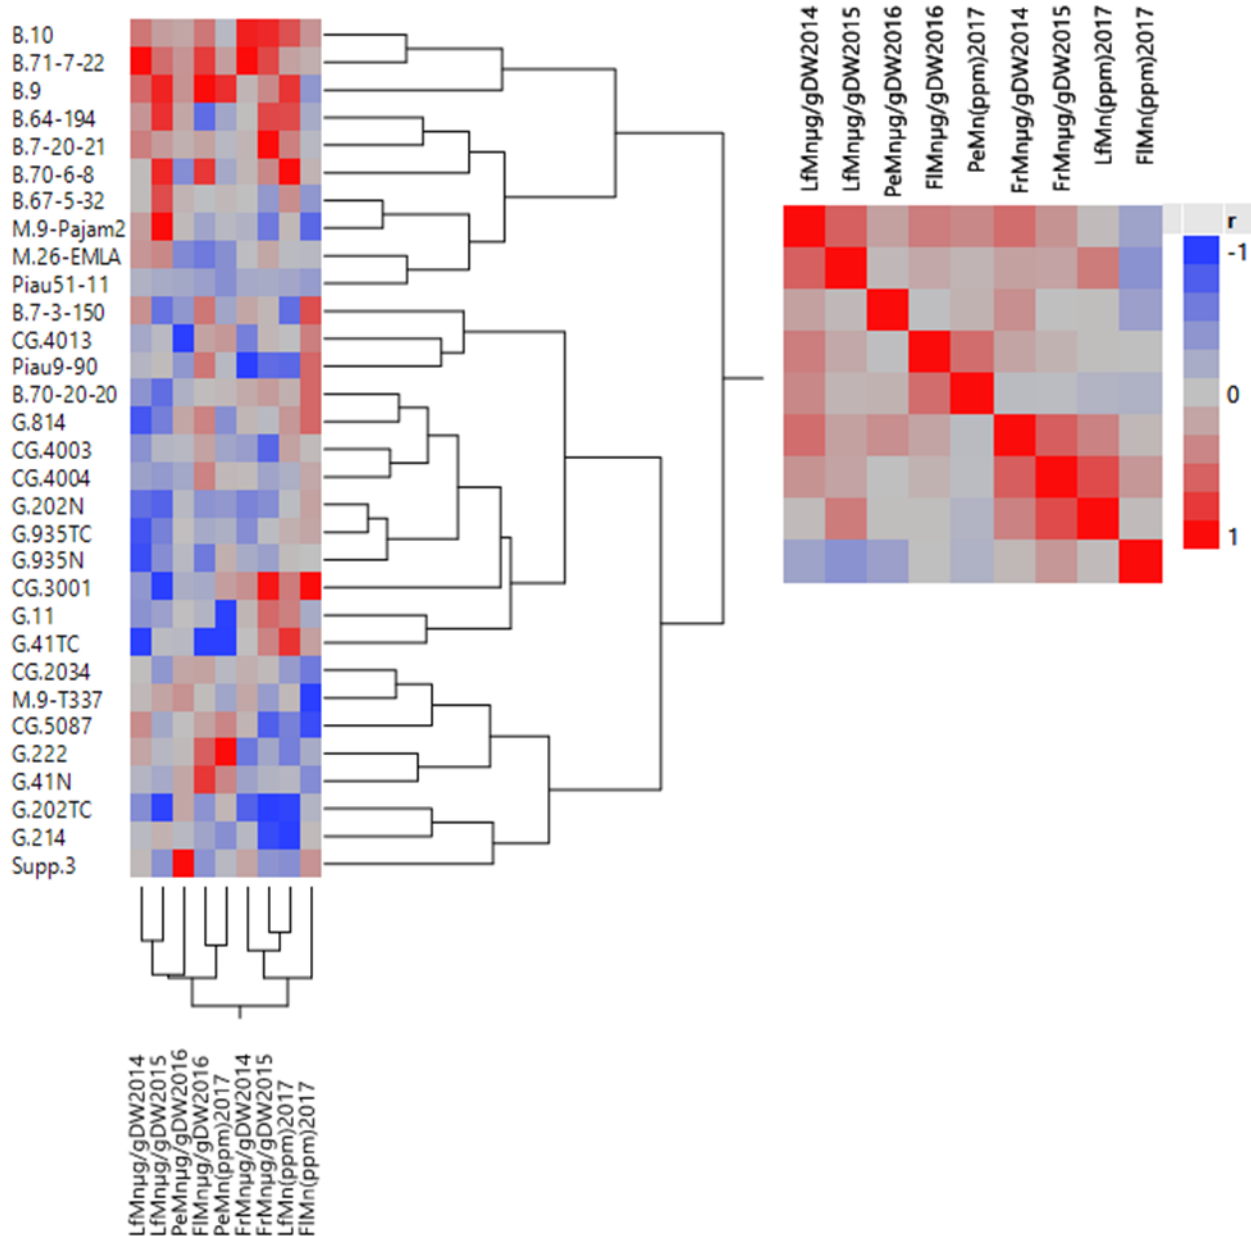 B.10
B.71-7-22
B.9
B.64-194
B.7-20-21
B.70-6-8
B.67-5-32
M.9-Pajam2
M.26-EMLA
Piau51-11
B.7-3-150
CG.4013
Piau9-90
B.70-20-20
G.814
CG.4003
CG.4004
G.202N
G.935TC
G.935N
CG.3001
G.11
G.41TC
CG.2034
M.9-T337
CG.5087
G.222
G.41N
G.202TC
G.214
Supp.3
LfMnµg/gDW2014
LfMnµg/gDW2015
PeMnµg/gDW2016
FlMnµg/gDW2016
PeMn(ppm)2017
FrMnµg/gDW2014
FrMnµg/gDW2015
LfMn(ppm)2017
FlMn(ppm)2017
LfMnµg/gDW2014
LfMnµg/gDW2015
PeMnµg/gDW2016
FlMnµg/gDW2016
PeMn(ppm)2017
FrMnµg/gDW2014
FrMnµg/gDW2015
LfMn(ppm)2017
FlMn(ppm)2017
r
-1
0
1